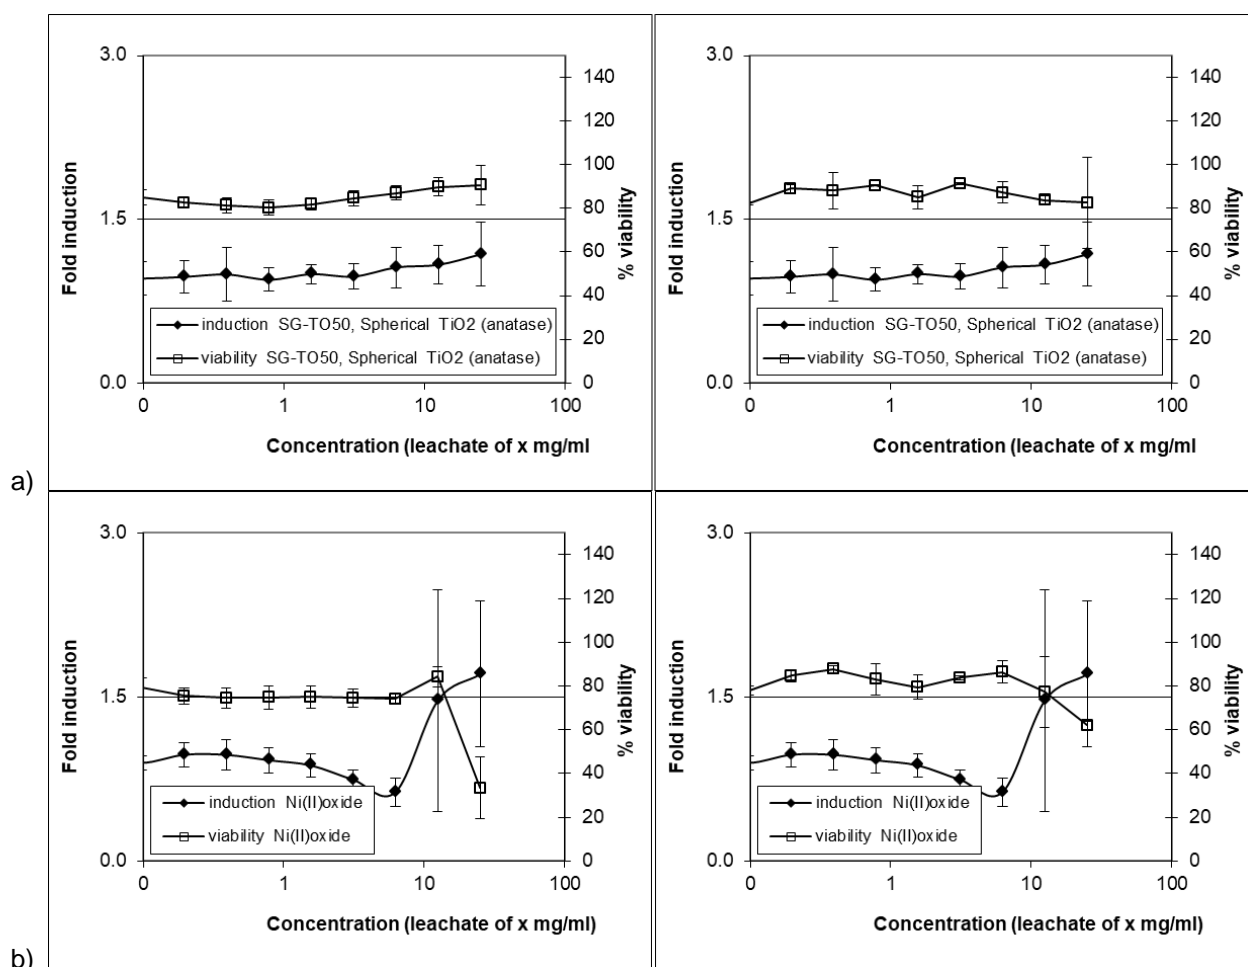 3.0
1.5
0.0
Fold induction
140
120
100
80
60
40
20
0
% viability
induction SG-TO50, Spherical TiO2 (anatase)
viability SG-TO50, Spherical TiO2 (anatase)
0 1 10 100
Concentration (leachate of x mg/ml
3.0
1.5
0.0
Fold induction
140
120
100
80
60
40
20
0
% viability
induction SG-TO50, Spherical TiO2 (anatase)
viability SG-TO50, Spherical TiO2 (anatase)
0 1 10 100
Concentration (leachate of x mg/ml
a)
3.0
1.5
0.0
Fold induction
140
120
100
80
60
40
20
0
% viability
induction Ni(II)oxide
viability Ni(II)oxide
0 1 10 100
Concentration (leachate of x mg/ml)
3.0
1.5
0.0
Fold induction
140
120
100
80
60
40
20
0
% viability
induction Ni(II)oxide
viability Ni(II)oxide
0 1 10 100
Concentration (leachate of x mg/ml)
b)